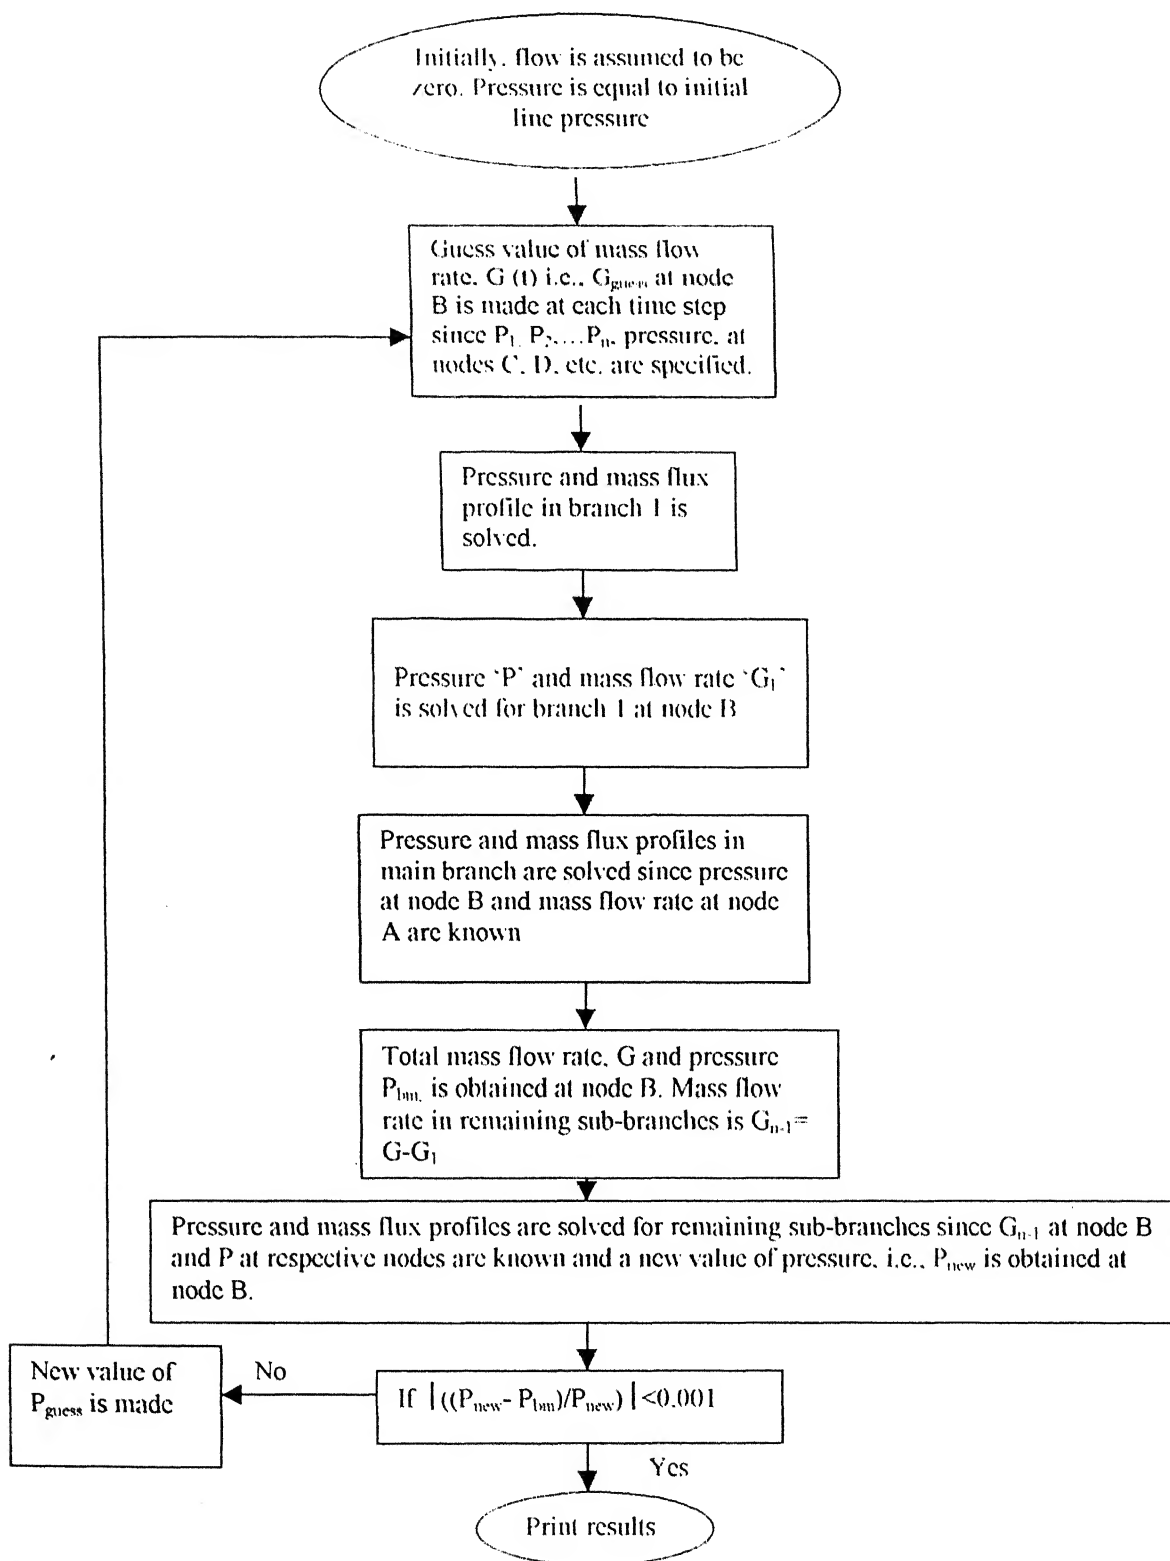 Initially, flow is assumed to be
zero. Pressure is equal to initial
line pressure
Guess value of mass flow
rate, G (t) i.e., G_guess at node
B is made at each time step
since P₁, P₂,...Pₙ, pressure, at
nodes C, D, etc. are specified.
Pressure and mass flux
profile in branch 1 is
solved.
Pressure ‘P’ and mass flow rate ‘G₁’
is solved for branch 1 at node B
Pressure and mass flux profiles in
main branch are solved since pressure
at node B and mass flow rate at node
A are known
Total mass flow rate, G and pressure
P_bm, is obtained at node B. Mass flow
rate in remaining sub-branches is Gₙ₋₁=
G-G₁
Pressure and mass flux profiles are solved for remaining sub-branches since Gₙ₋₁ at node B
and P at respective nodes are known and a new value of pressure, i.e., P_new is obtained at
node B.
New value of
P_guess is made
No
If |((P_new- P_bm)/P_new)|<0.001
Yes
Print results